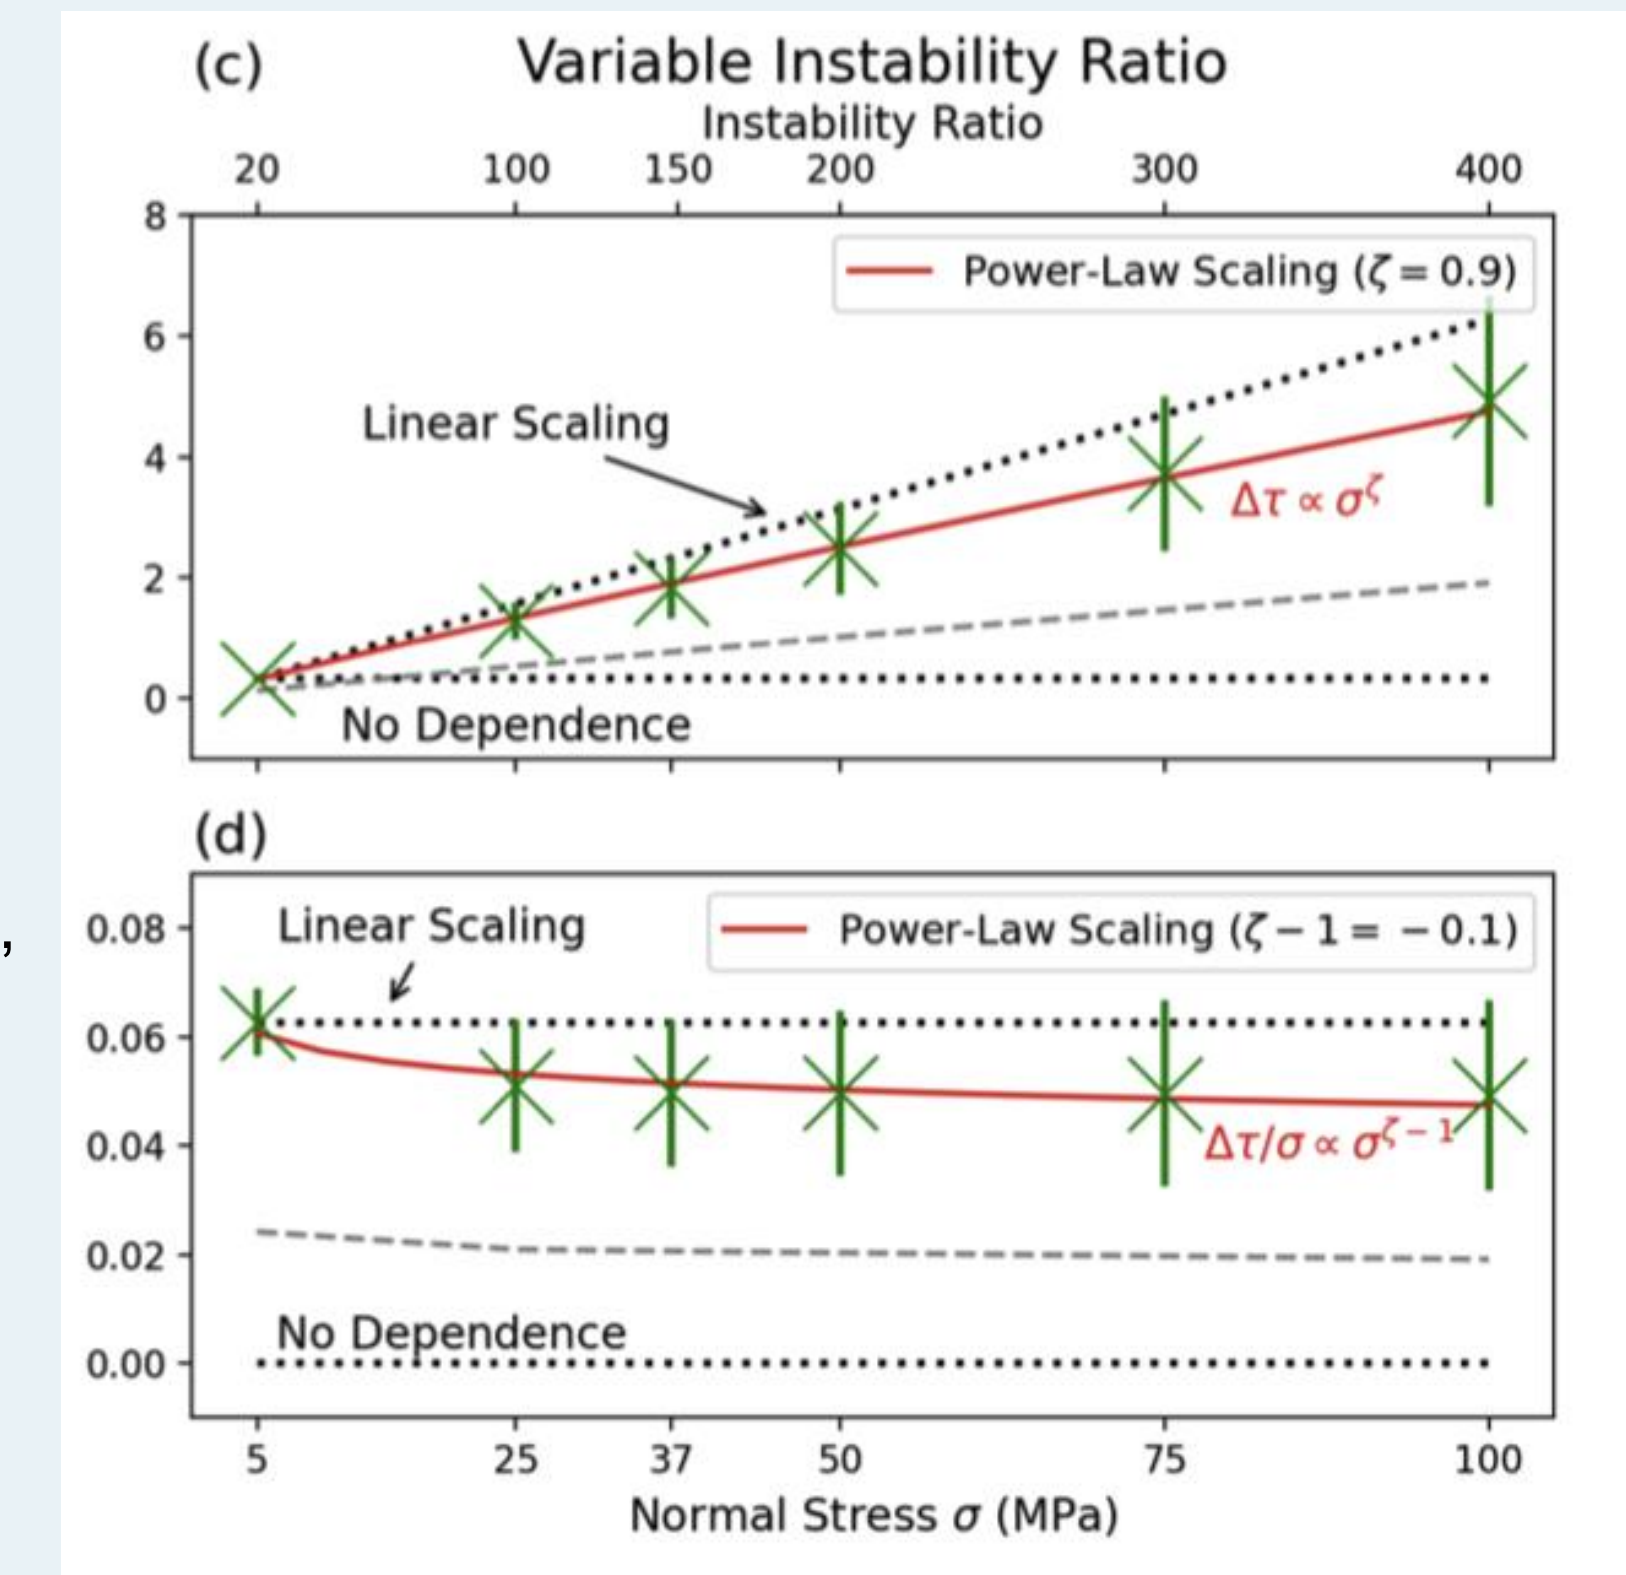 (c)
Variable Instability Ratio
Instability Ratio
20 100 150 200 300 400
8
Power-Law Scaling (ζ = 0.9)
6
Linear Scaling
4
Δτ ∝ σ^ζ
2
0
No Dependence
(d)
Linear Scaling
Power-Law Scaling (ζ − 1 = − 0.1)
0.08
,
0.06
0.04
Δτ/σ ∝ σ^ζ − 1
0.02
No Dependence
0.00
5 25 37 50 75 100
Normal Stress σ (MPa)